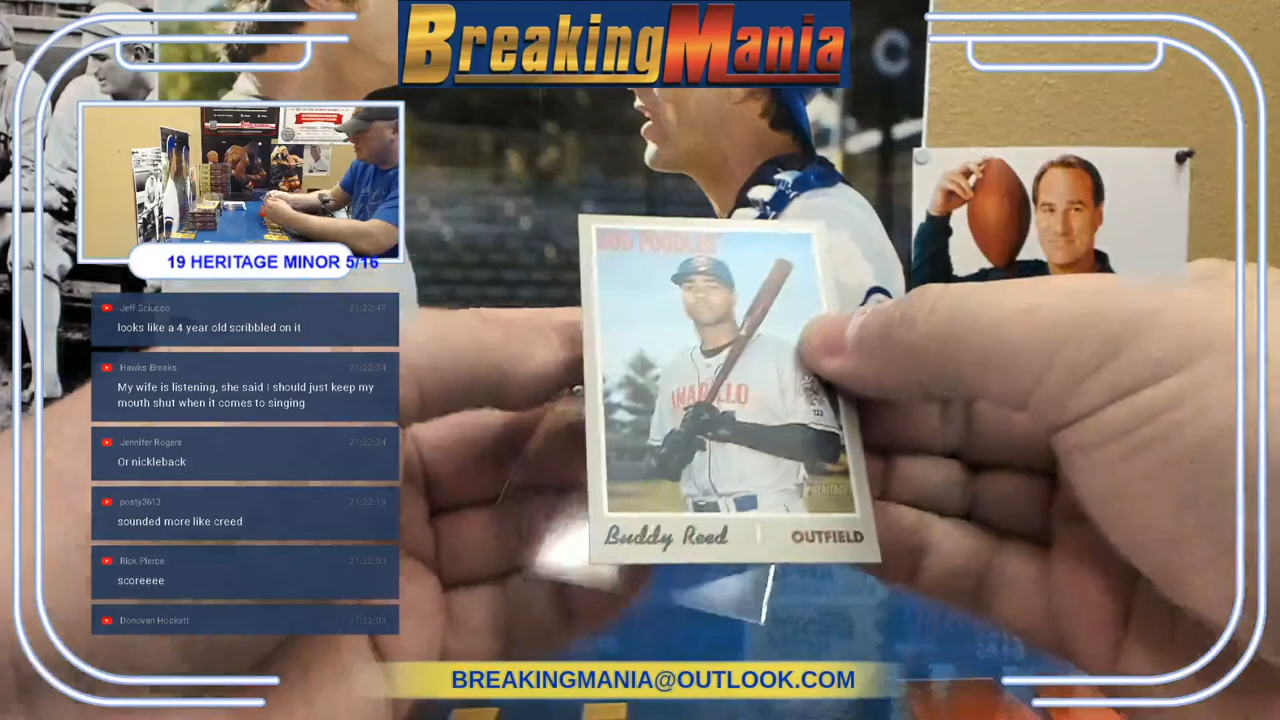 BreakingMania
C
19 HERITAGE MINOR 5/16
Jeff Sciucco 21:22:49
looks like a 4 year old scribbled on it
Hawks Breaks 21:22:34
My wife is listening, she said I should just keep my
mouth shut when it comes to singing
Jennifer Rogers 21:22:34
Or nickleback
posty3613 21:22:19
sounded more like creed
Rick Pierce 21:22:03
scoreeee
Donovan Hockett 21:22:03
SOD POODLES
AMARILLO
HERITAGE
Buddy Reed OUTFIELD
BREAKINGMANIA@OUTLOOK.COM